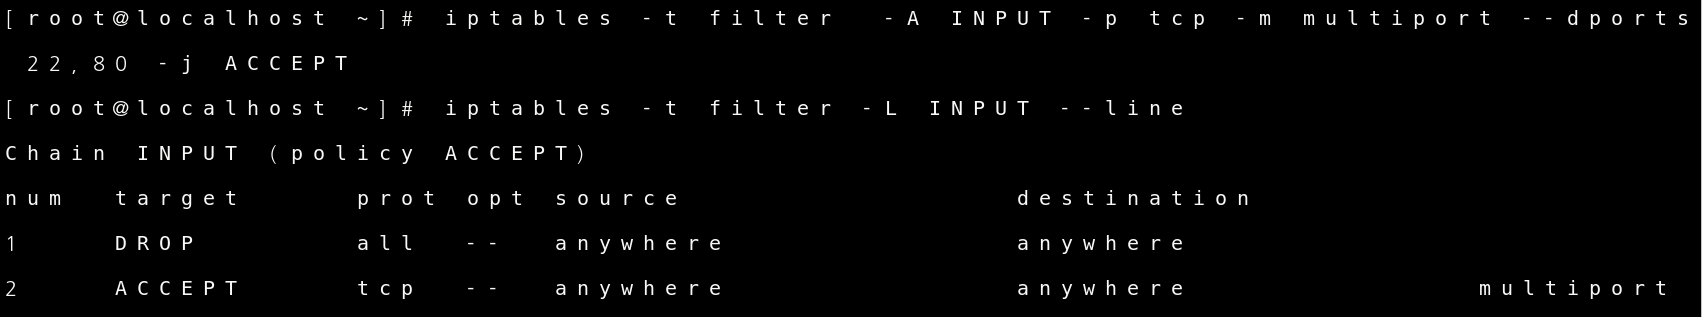 [root@localhost ~]# iptables -t filter  -A INPUT -p tcp -m multiport --dports
 22,80 -j ACCEPT
[root@localhost ~]# iptables -t filter -L INPUT --line
Chain INPUT (policy ACCEPT)
num  target     prot opt source               destination
1    DROP       all  --  anywhere             anywhere
2    ACCEPT     tcp  --  anywhere             anywhere             multiport